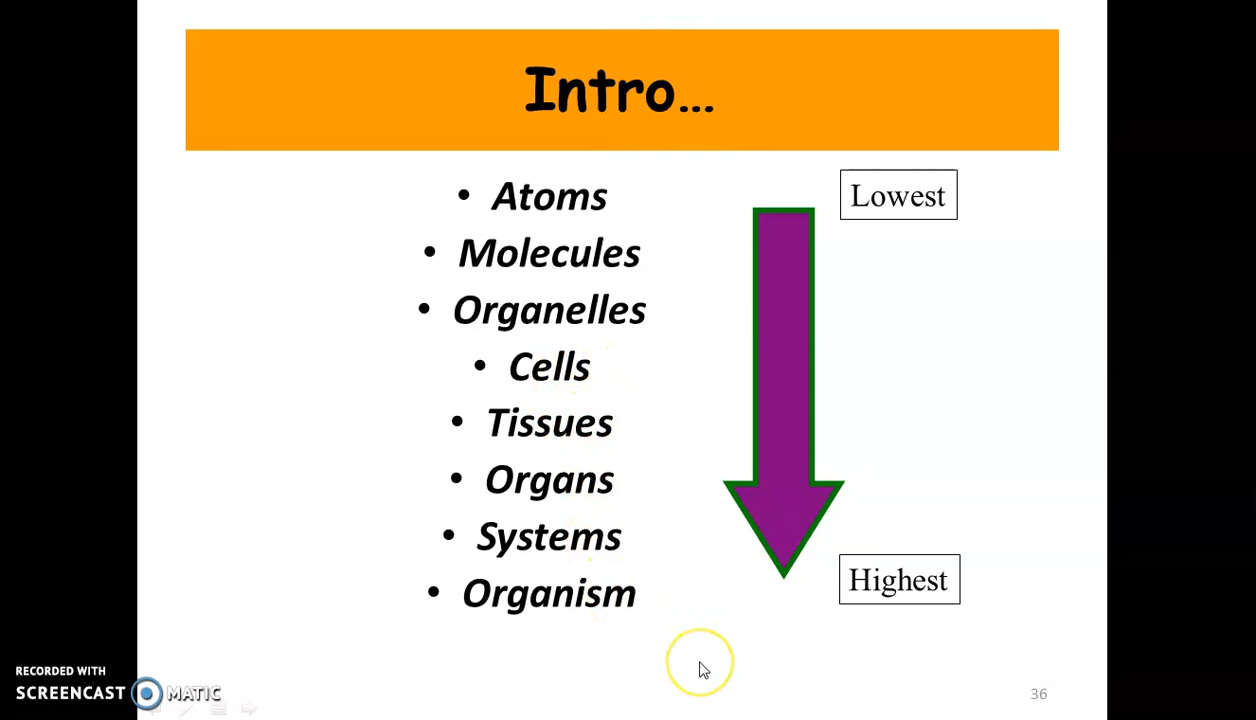 Intro...
• Atoms
Lowest
• Molecules
• Organelles
• Cells
• Tissues
• Organs
• Systems
Highest
• Organism
RECORDED WITH
SCREENCAST MATIC
36